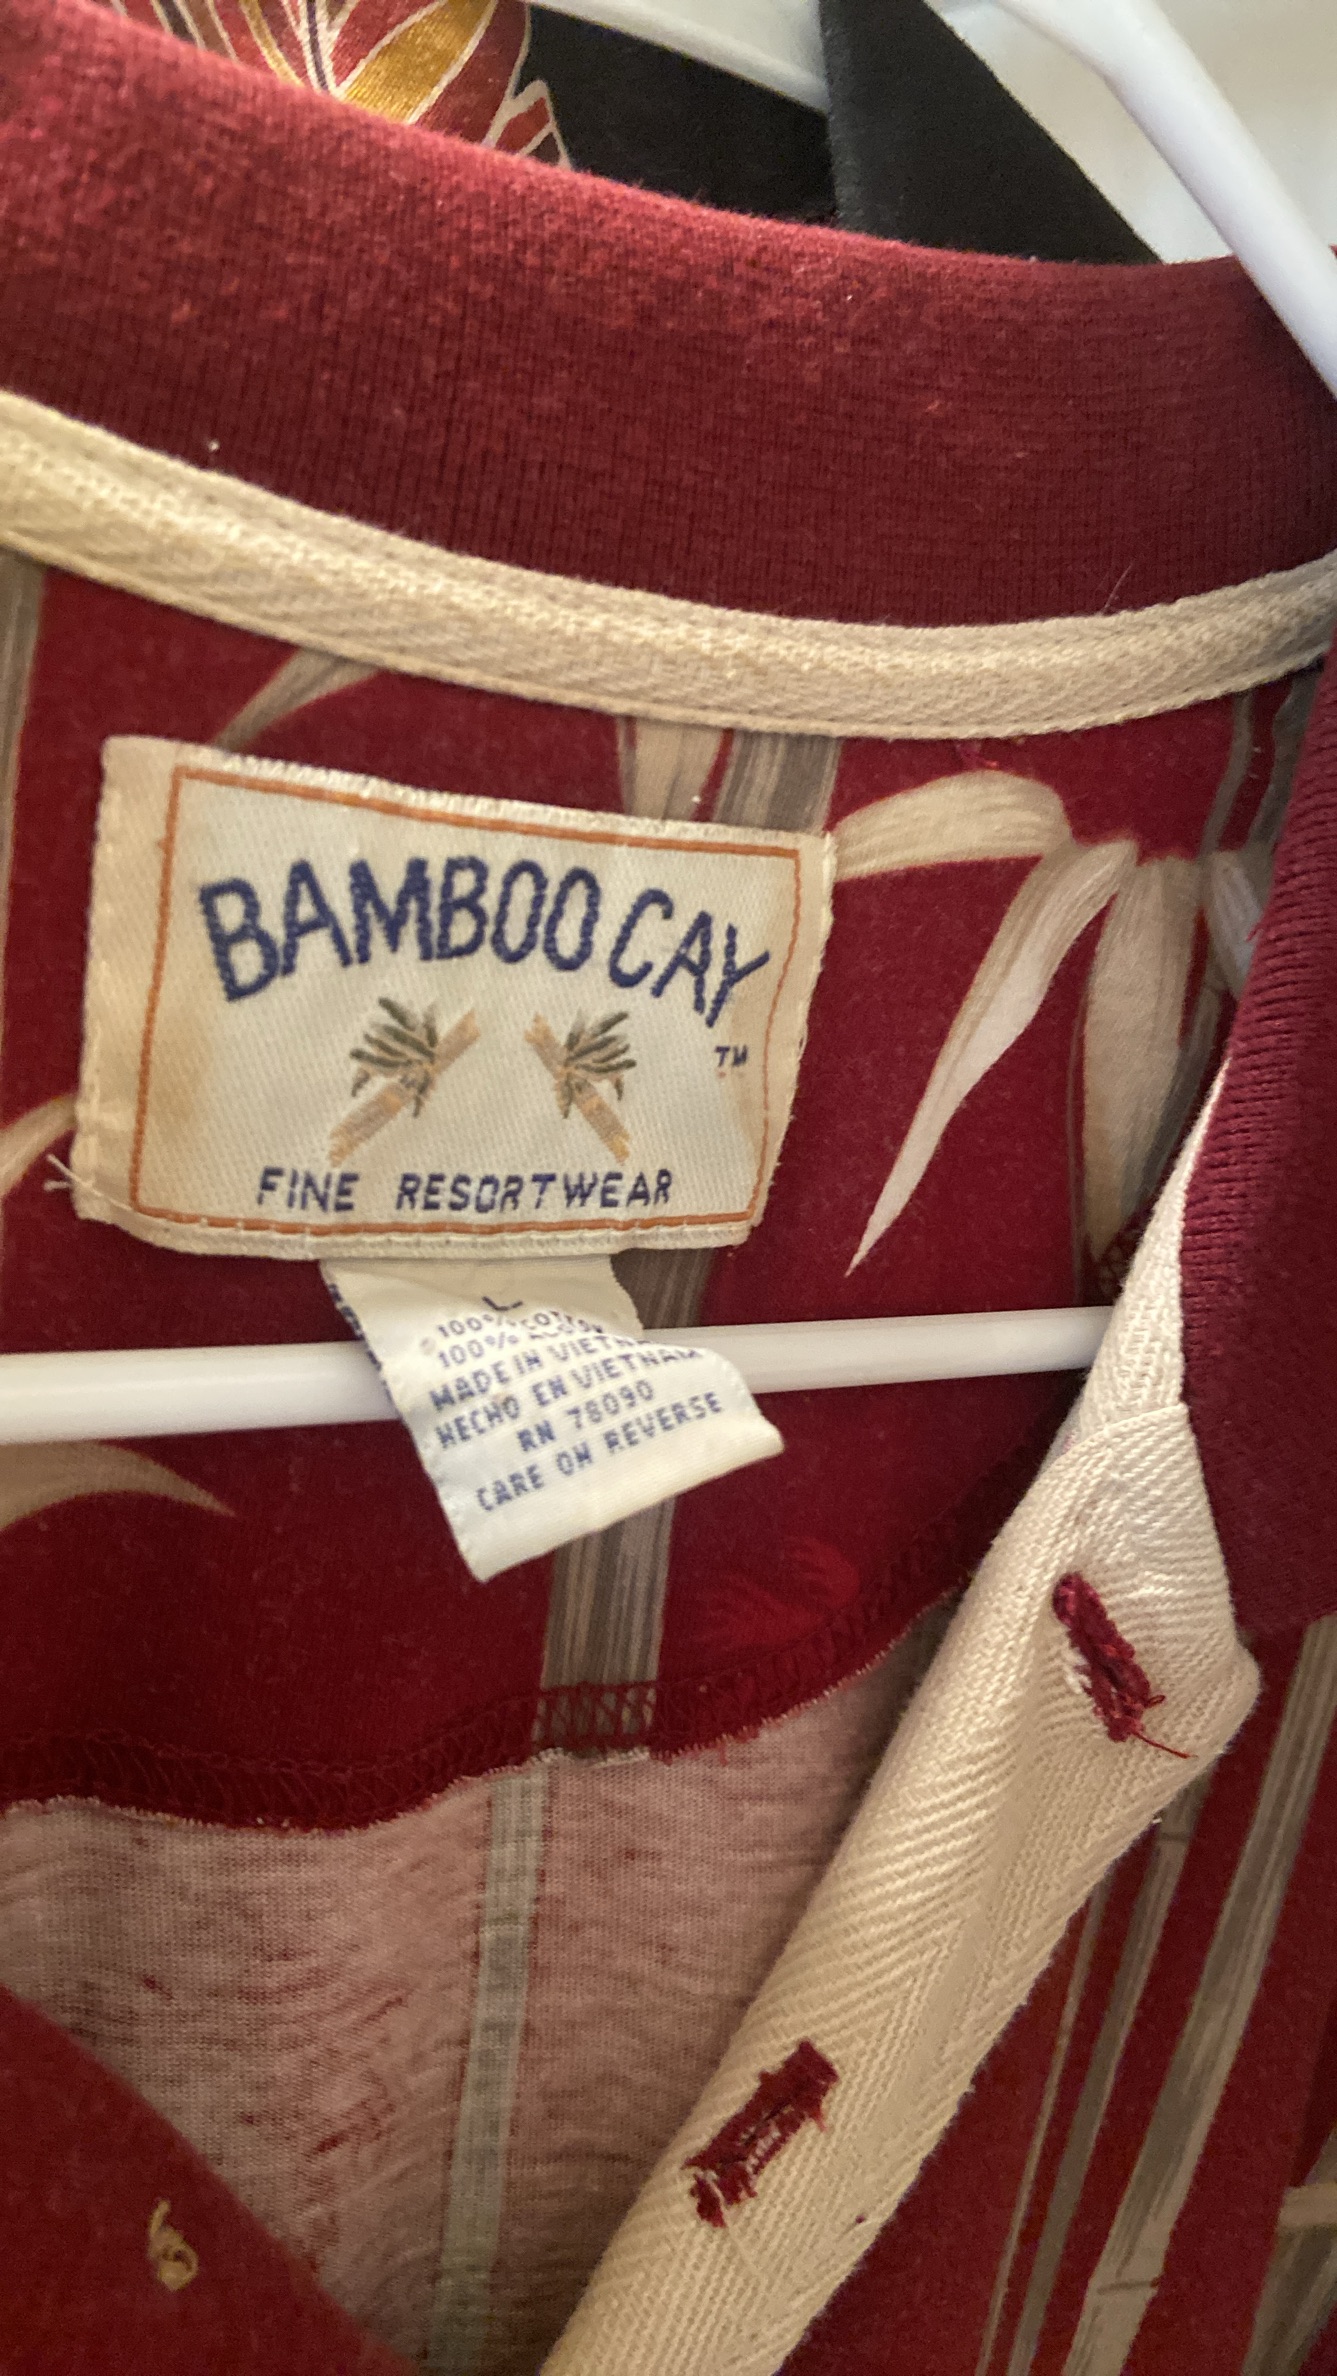 BAMBOO CAY
TM
FINE RESORTWEAR
L
100% COTTON
100% ALGODON
MADE IN VIETNAM
HECHO EN VIETNAM
RN 78090
CARE ON REVERSE